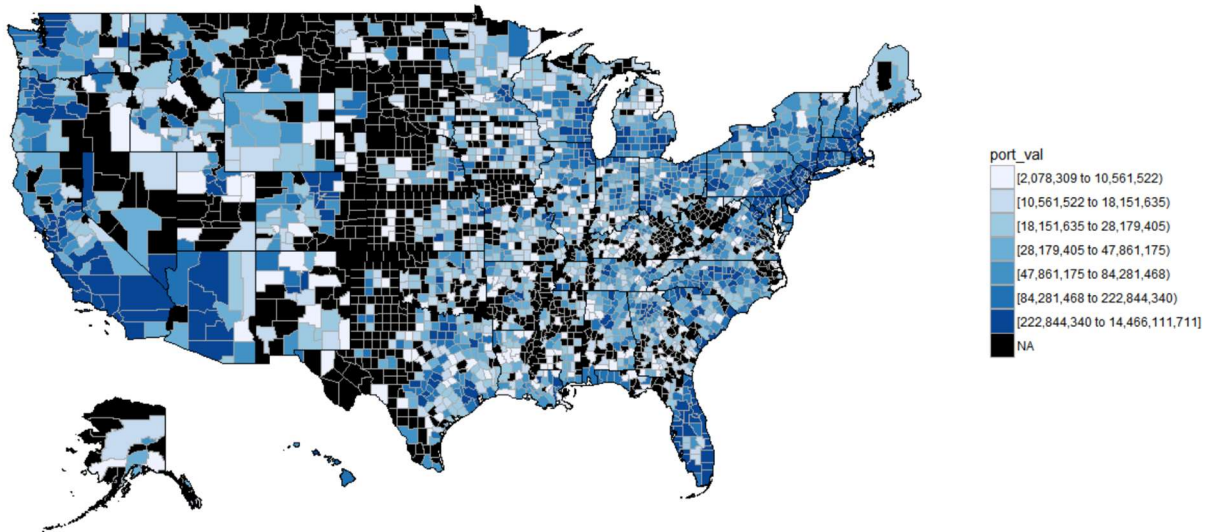 port_val
[2,078,309 to 10,561,522)
[10,561,522 to 18,151,635)
[18,151,635 to 28,179,405)
[28,179,405 to 47,861,175)
[47,861,175 to 84,281,468)
[84,281,468 to 222,844,340)
[222,844,340 to 14,466,111,711]
NA